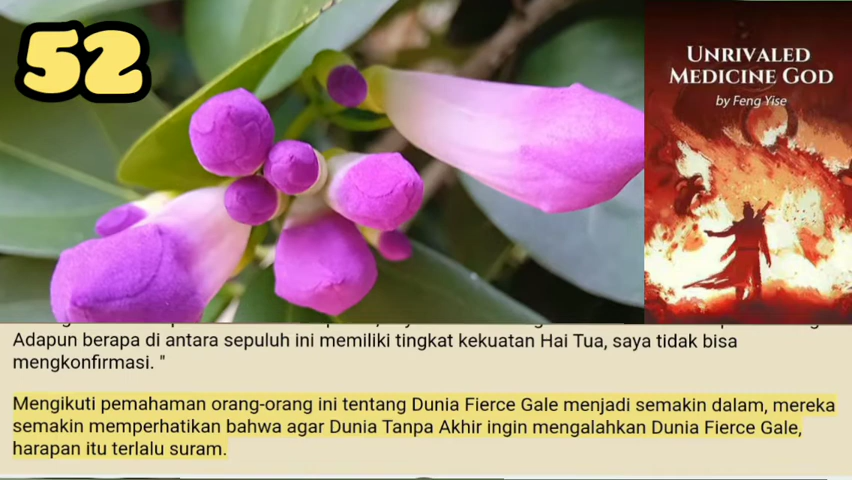 52
UNRIVALED
MEDICINE GOD
by Feng Yise
Adapun berapa di antara sepuluh ini memiliki tingkat kekuatan Hai Tua, saya tidak bisa
mengkonfirmasi. "
Mengikuti pemahaman orang-orang ini tentang Dunia Fierce Gale menjadi semakin dalam, mereka
semakin memperhatikan bahwa agar Dunia Tanpa Akhir ingin mengalahkan Dunia Fierce Gale,
harapan itu terlalu suram.